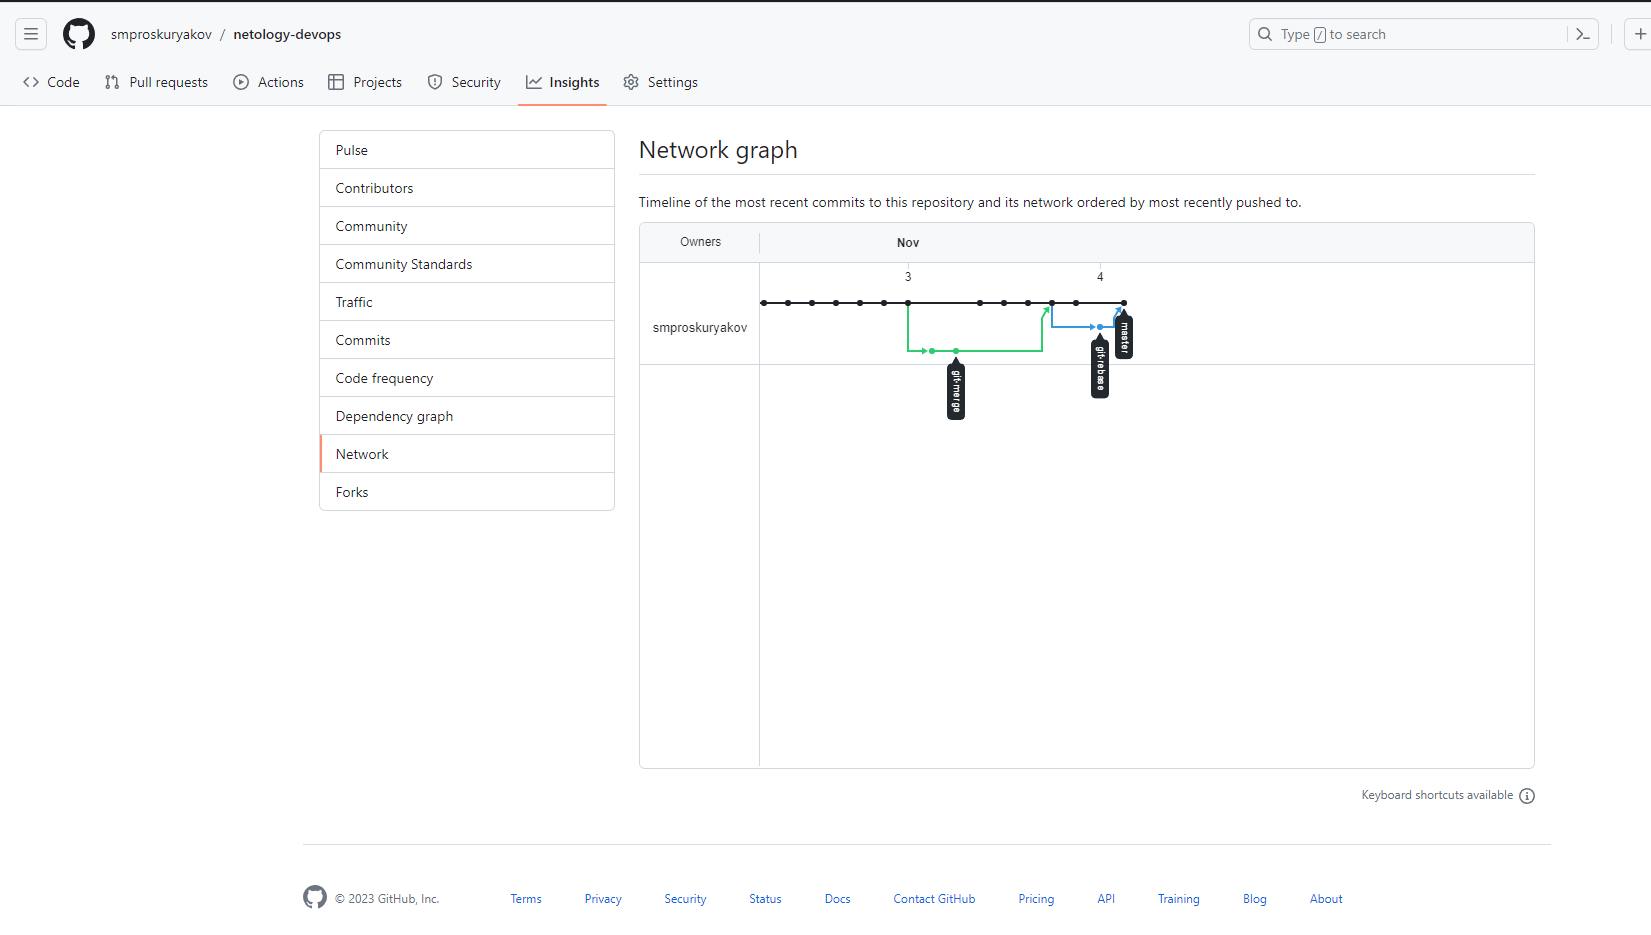 smproskuryakov / netology-devops
Type / to search
Code Pull requests Actions Projects Security Insights Settings
Pulse
Contributors
Community
Community Standards
Traffic
Commits
Code frequency
Dependency graph
Network
Forks
Network graph
Timeline of the most recent commits to this repository and its network ordered by most recently pushed to.
Owners Nov
3 4
smproskuryakov
master
git-rebase
git-merge
Keyboard shortcuts available
© 2023 GitHub, Inc. Terms Privacy Security Status Docs Contact GitHub Pricing API Training Blog About